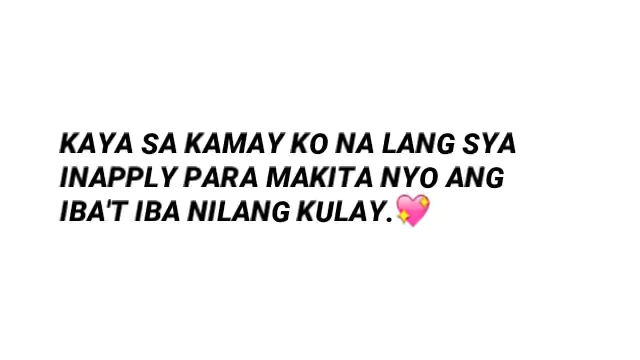 KAYA SA KAMAY KO NA LANG SYA
INAPPLY PARA MAKITA NYO ANG
IBA'T IBA NILANG KULAY.💖